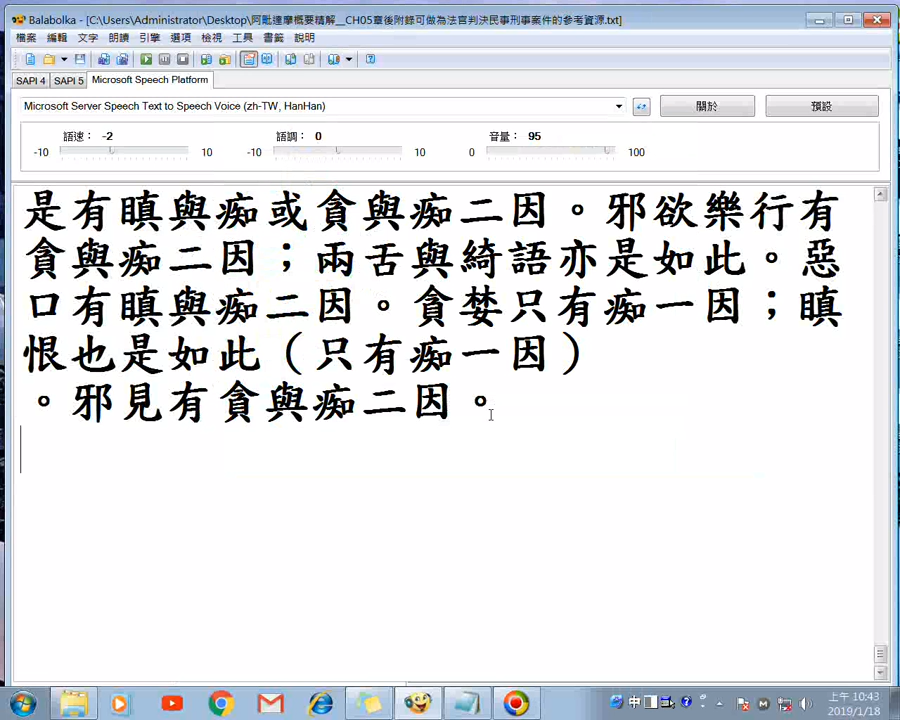 Balabolka - [C:\Users\Administrator\Desktop\阿毗達摩概要精解__CH05章後附錄可做為法官判決民事刑事案件的參考資源.txt]
檔案 編輯 文字 朗讀 引擎 選項 檢視 工具 書籤 說明
SAPI 4 SAPI 5 Microsoft Speech Platform
Microsoft Server Speech Text to Speech Voice (zh-TW, HanHan) 關於 預設
語速： -2 語調： 0 音量： 95
-10 10 -10 10 0 100
是有瞋與痴或貪與痴二因。邪欲樂行有
貪與痴二因；兩舌與綺語亦是如此。惡
口有瞋與痴二因。貪婪只有痴一因；瞋
恨也是如此（只有痴一因）
。邪見有貪與痴二因。
中 上午 10:43
2019/1/18